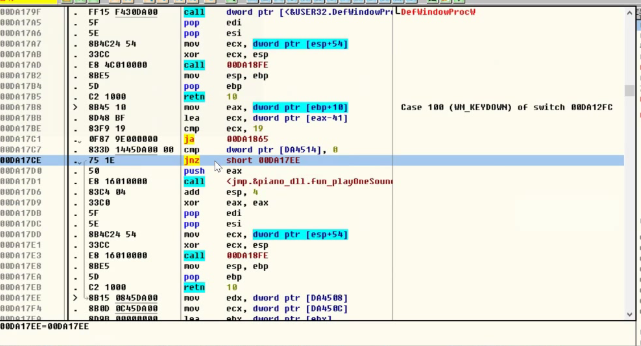 00DA179F . FF15 F430DA00 call dword ptr [<&USER32.DefWindowPr( DefWindowProcW
00DA17A5 . 5F pop edi
00DA17A6 . 5E pop esi
00DA17A7 . 8B4C24 54 mov ecx, dword ptr [esp+54]
00DA17AB . 33CC xor ecx, esp
00DA17AD . E8 4C010000 call 00DA18FE
00DA17B2 . 8BE5 mov esp, ebp
00DA17B4 . 5D pop ebp
00DA17B5 . C2 1000 retn 10
00DA17B8 > 8B45 10 mov eax, dword ptr [ebp+10] Case 100 (WM_KEYDOWN) of switch 00DA12FC
00DA17BB . 8D48 BF lea ecx, dword ptr [eax-41]
00DA17BE . 83F9 19 cmp ecx, 19
00DA17C1 . 0F87 9E000000 ja 00DA1865
00DA17C7 . 833D 1445DA00 00 cmp dword ptr [DA4514], 0
00DA17CE . 75 1E jnz short 00DA17EE
00DA17D0 . 50 push eax
00DA17D1 . E8 16010000 call <jmp.&piano_dll.fun_playOneSoun
00DA17D6 . 83C4 04 add esp, 4
00DA17D9 . 33C0 xor eax, eax
00DA17DB . 5F pop edi
00DA17DC . 5E pop esi
00DA17DD . 8B4C24 54 mov ecx, dword ptr [esp+54]
00DA17E1 . 33CC xor ecx, esp
00DA17E3 . E8 16010000 call 00DA18FE
00DA17E8 . 8BE5 mov esp, ebp
00DA17EA . 5D pop ebp
00DA17EB . C2 1000 retn 10
00DA17EE > 8B15 0845DA00 mov edx, dword ptr [DA4508]
00DA17F4 . 8B0D 0C45DA00 mov ecx, dword ptr [DA450C]
00DA17EE=00DA17EE